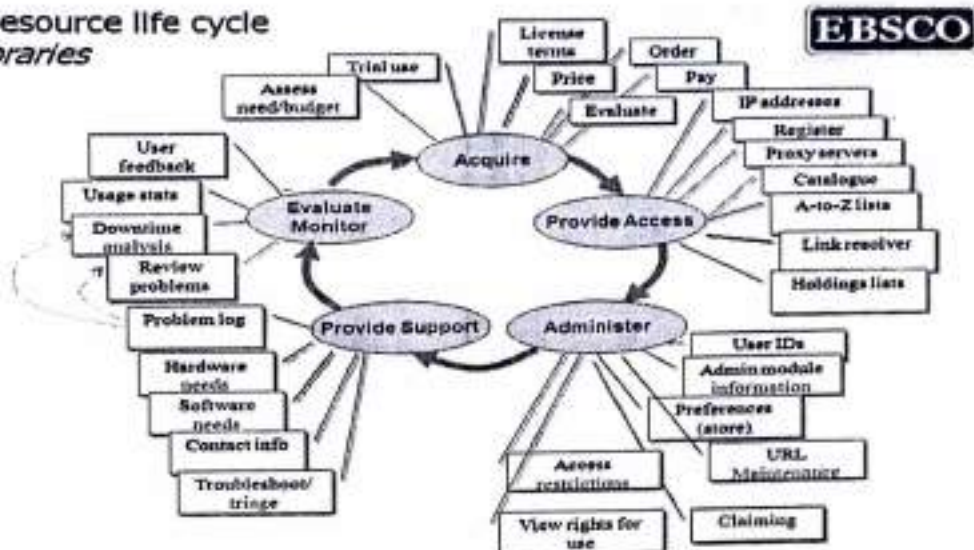 esource life cycle
braries
EBSCO
License
terms
Order
Trial use
Price
Pay
Assess
need/budget
Evaluate
IP addresses
Register
Proxy servers
Catalogue
A-to-Z lists
Link resolver
Holdings lists
Acquire
User
feedback
Usage stats
Downtime
analysis
Review
problems
Evaluate
Monitor
Provide Access
Problem log
Provide Support
Administer
Hardware
needs
Software
needs
Contact info
Troubleshoot/
triage
User IDs
Admin module
information
Preferences
(store)
URL
Maintenance
Access
restrictions
View rights for
use
Claiming